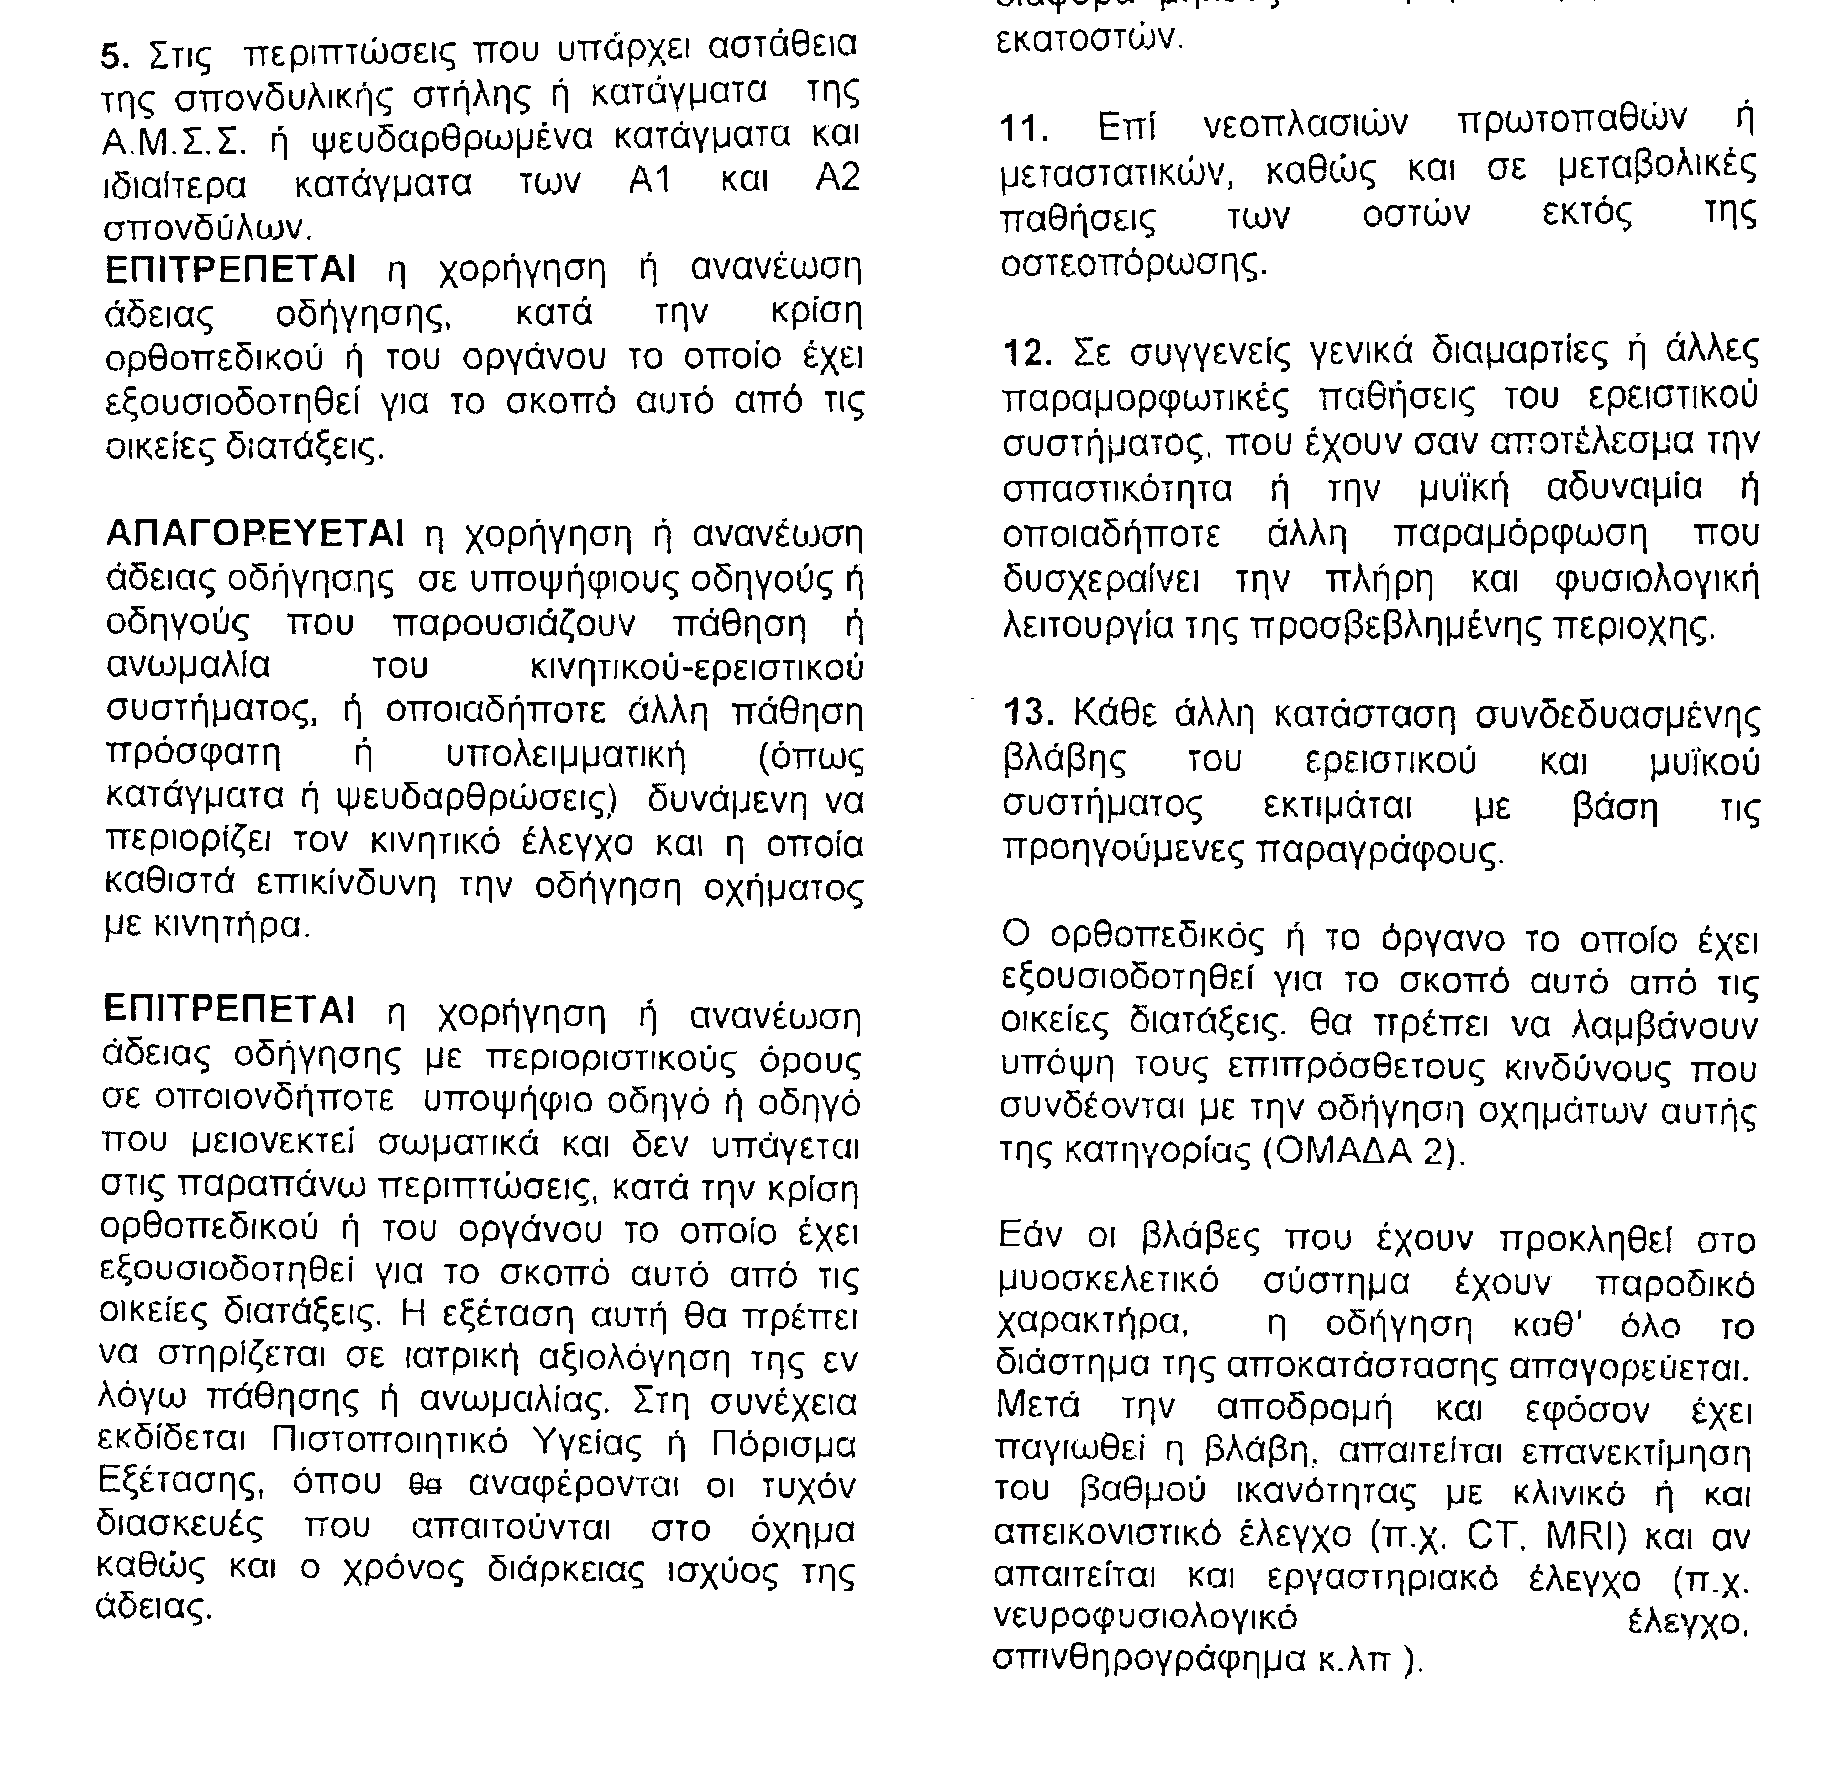 5. Στις περιπτώσεις που υπάρχει αστάθεια
της σπονδυλικής στήλης ή κατάγματα της
Α.Μ.Σ.Σ. ή ψευδαρθρωμένα κατάγματα και
ιδιαίτερα κατάγματα των Α1 και Α2
σπονδύλων.
ΕΠΙΤΡΕΠΕΤΑΙ η χορήγηση ή ανανέωση
άδειας οδήγησης, κατά την κρίση
ορθοπεδικού ή του οργάνου το οποίο έχει
εξουσιοδοτηθεί για το σκοπό αυτό από τις
οικείες διατάξεις.

ΑΠΑΓΟΡΕΥΕΤΑΙ η χορήγηση ή ανανέωση
άδειας οδήγησης σε υποψήφιους οδηγούς ή
οδηγούς που παρουσιάζουν πάθηση ή
ανωμαλία του κινητικού-ερειστικού
συστήματος, ή οποιαδήποτε άλλη πάθηση
πρόσφατη ή υπολειμματική (όπως
κατάγματα ή ψευδαρθρώσεις) δυνάμενη να
περιορίζει τον κινητικό έλεγχο και η οποία
καθιστά επικίνδυνη την οδήγηση οχήματος
με κινητήρα.

ΕΠΙΤΡΕΠΕΤΑΙ η χορήγηση ή ανανέωση
άδειας οδήγησης με περιοριστικούς όρους
σε οποιονδήποτε υποψήφιο οδηγό ή οδηγό
που μειονεκτεί σωματικά και δεν υπάγεται
στις παραπάνω περιπτώσεις, κατά την κρίση
ορθοπεδικού ή του οργάνου το οποίο έχει
εξουσιοδοτηθεί για το σκοπό αυτό από τις
οικείες διατάξεις. Η εξέταση αυτή θα πρέπει
να στηρίζεται σε ιατρική αξιολόγηση της εν
λόγω πάθησης ή ανωμαλίας. Στη συνέχεια
εκδίδεται Πιστοποιητικό Υγείας ή Πόρισμα
Εξέτασης, όπου θα αναφέρονται οι τυχόν
διασκευές που απαιτούνται στο όχημα
καθώς και ο χρόνος διάρκειας ισχύος της
άδειας.

εκατοστών.

11. Επί νεοπλασιών πρωτοπαθών ή
μεταστατικών, καθώς και σε μεταβολικές
παθήσεις των οστών εκτός της
οστεοπόρωσης.

12. Σε συγγενείς γενικά διαμαρτίες ή άλλες
παραμορφωτικές παθήσεις του ερειστικού
συστήματος, που έχουν σαν αποτέλεσμα την
σπαστικότητα ή την μυϊκή αδυναμία ή
οποιαδήποτε άλλη παραμόρφωση που
δυσχεραίνει την πλήρη και φυσιολογική
λειτουργία της προσβεβλημένης περιοχης.

13. Κάθε άλλη κατάσταση συνδεδυασμένης
βλάβης του ερειστικού και μυϊκού
συστήματος εκτιμάται με βάση τις
προηγούμενες παραγράφους.

Ο ορθοπεδικός ή το όργανο το οποίο έχει
εξουσιοδοτηθεί για το σκοπό αυτό από τις
οικείες διατάξεις. θα πρέπει να λαμβάνουν
υπόψη τους επιπρόσθετους κινδύνους που
συνδέονται με την οδήγηση οχημάτων αυτής
της κατηγορίας (ΟΜΑΔΑ 2).

Εάν οι βλάβες που έχουν προκληθεί στο
μυοσκελετικό σύστημα έχουν παροδικό
χαρακτήρα, η οδήγηση καθ' όλο το
διάστημα της αποκατάστασης απαγορεύεται.
Μετά την αποδρομή και εφόσον έχει
παγιωθεί η βλάβη, απαιτείται επανεκτίμηση
του βαθμού ικανότητας με κλινικό ή και
απεικονιστικό έλεγχο (π.χ. CT, MRI) και αν
απαιτείται και εργαστηριακό έλεγχο (π.χ.
νευροφυσιολογικό έλεγχο,
σπινθηρογράφημα κ.λπ ).